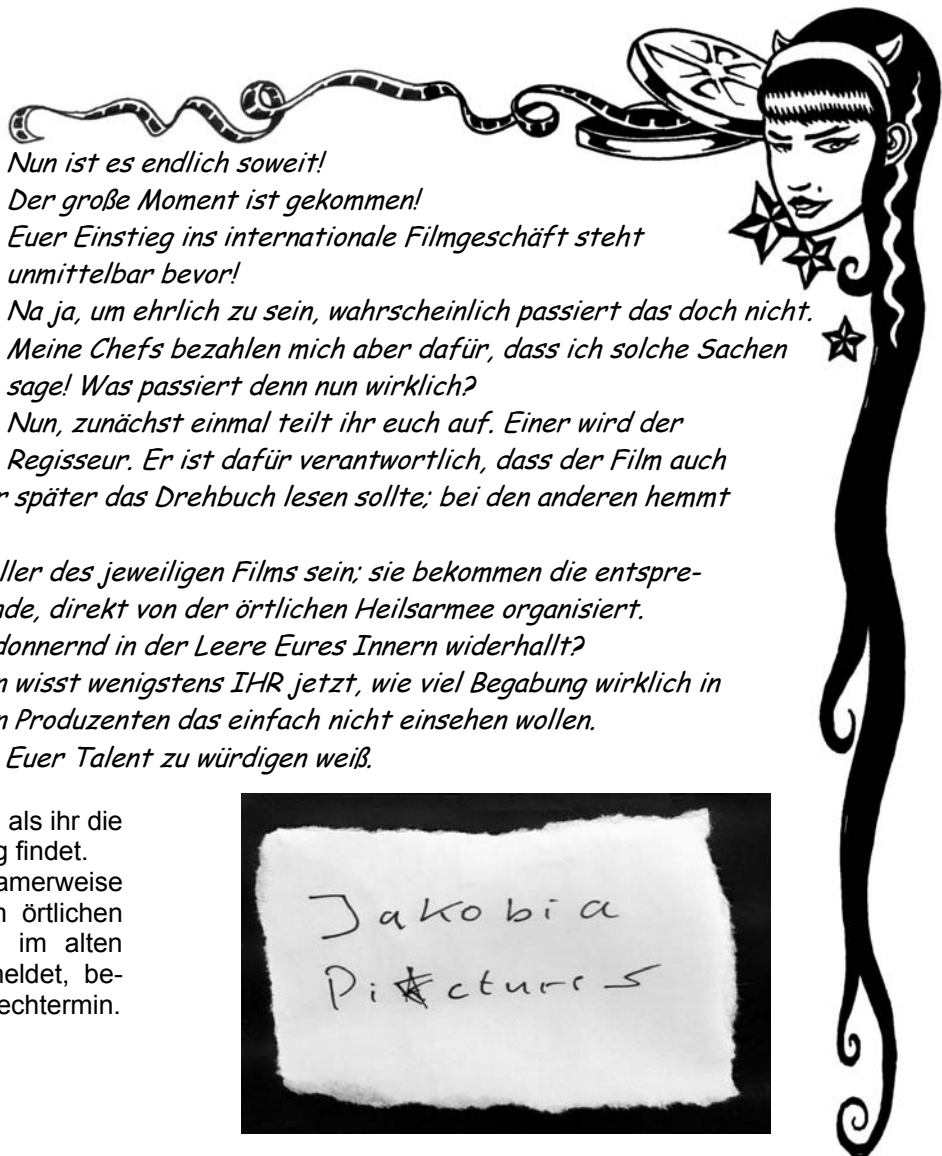 Nun ist es endlich soweit!
Der große Moment ist gekommen!
Euer Einstieg ins internationale Filmgeschäft steht
unmittelbar bevor!
Na ja, um ehrlich zu sein, wahrscheinlich passiert das doch nicht.
Meine Chefs bezahlen mich aber dafür, dass ich solche Sachen
sage! Was passiert denn nun wirklich?
Nun, zunächst einmal teilt ihr euch auf. Einer wird der
Regisseur. Er ist dafür verantwortlich, dass der Film auch
r später das Drehbuch lesen sollte; bei den anderen hemmt
ller des jeweiligen Films sein; sie bekommen die entspre-
nde, direkt von der örtlichen Heilsarmee organisiert.
donnernd in der Leere Eures Innern widerhallt?
n wisst wenigstens IHR jetzt, wie viel Begabung wirklich in
n Produzenten das einfach nicht einsehen wollen.
Euer Talent zu würdigen weiß.
als ihr die
g findet.
amerweise
n örtlichen
im alten
neldet, be-
echtermin.
Jakobia
Pictures